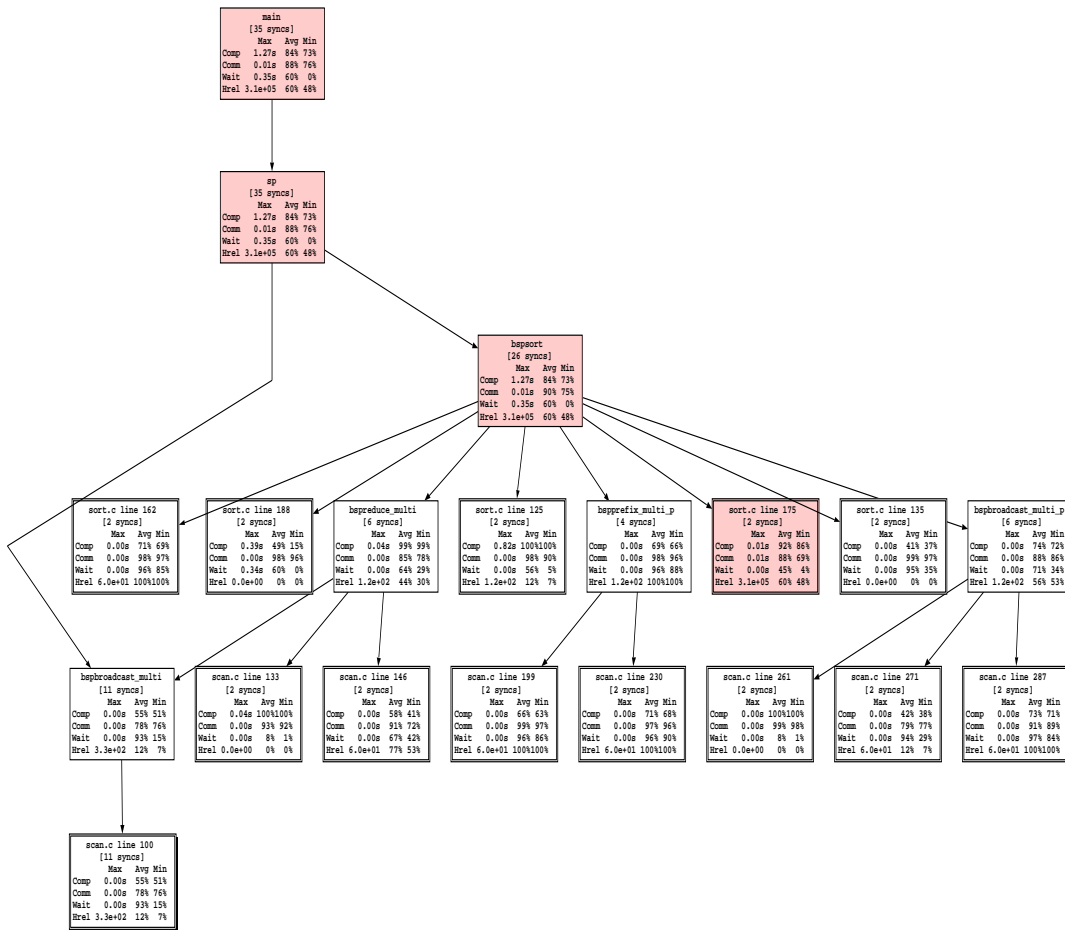 main
[35 syncs]
Max Avg Min
Comp 1.27s 84% 73%
Comm 0.01s 88% 76%
Wait 0.35s 60% 0%
Hrel 3.1e+05 60% 48%
sp
[35 syncs]
Max Avg Min
Comp 1.27s 84% 73%
Comm 0.01s 88% 76%
Wait 0.35s 60% 0%
Hrel 3.1e+05 60% 48%
bspsort
[26 syncs]
Max Avg Min
Comp 1.27s 84% 73%
Comm 0.01s 90% 75%
Wait 0.35s 60% 0%
Hrel 3.1e+05 60% 48%
sort.c line 162
[2 syncs]
Max Avg Min
Comp 0.00s 71% 69%
Comm 0.00s 98% 97%
Wait 0.00s 96% 85%
Hrel 6.0e+01 100%100%
sort.c line 188
[2 syncs]
Max Avg Min
Comp 0.39s 49% 15%
Comm 0.00s 98% 96%
Wait 0.34s 60% 0%
Hrel 0.0e+00 0% 0%
bspreduce_multi
[6 syncs]
Max Avg Min
Comp 0.04s 99% 99%
Comm 0.00s 85% 78%
Wait 0.00s 64% 29%
Hrel 1.2e+02 44% 30%
sort.c line 125
[2 syncs]
Max Avg Min
Comp 0.82s 100%100%
Comm 0.00s 98% 90%
Wait 0.00s 56% 5%
Hrel 1.2e+02 12% 7%
bspprefix_multi_p
[4 syncs]
Max Avg Min
Comp 0.00s 69% 66%
Comm 0.00s 98% 96%
Wait 0.00s 96% 88%
Hrel 1.2e+02 100%100%
sort.c line 175
[2 syncs]
Max Avg Min
Comp 0.01s 92% 86%
Comm 0.01s 88% 69%
Wait 0.00s 45% 4%
Hrel 3.1e+05 60% 48%
sort.c line 135
[2 syncs]
Max Avg Min
Comp 0.00s 41% 37%
Comm 0.00s 99% 97%
Wait 0.00s 95% 35%
Hrel 0.0e+00 0% 0%
bspbroadcast_multi_p
[6 syncs]
Max Avg Min
Comp 0.00s 74% 72%
Comm 0.00s 88% 86%
Wait 0.00s 71% 34%
Hrel 1.2e+02 56% 53%
bspbroadcast_multi
[11 syncs]
Max Avg Min
Comp 0.00s 55% 51%
Comm 0.00s 78% 76%
Wait 0.00s 93% 15%
Hrel 3.3e+02 12% 7%
scan.c line 133
[2 syncs]
Max Avg Min
Comp 0.04s 100%100%
Comm 0.00s 93% 92%
Wait 0.00s 8% 1%
Hrel 0.0e+00 0% 0%
scan.c line 146
[2 syncs]
Max Avg Min
Comp 0.00s 58% 41%
Comm 0.00s 91% 72%
Wait 0.00s 67% 42%
Hrel 6.0e+01 77% 53%
scan.c line 199
[2 syncs]
Max Avg Min
Comp 0.00s 66% 63%
Comm 0.00s 99% 97%
Wait 0.00s 96% 86%
Hrel 6.0e+01 100%100%
scan.c line 230
[2 syncs]
Max Avg Min
Comp 0.00s 71% 68%
Comm 0.00s 97% 96%
Wait 0.00s 96% 90%
Hrel 6.0e+01 100%100%
scan.c line 261
[2 syncs]
Max Avg Min
Comp 0.00s 100%100%
Comm 0.00s 99% 98%
Wait 0.00s 8% 1%
Hrel 0.0e+00 0% 0%
scan.c line 271
[2 syncs]
Max Avg Min
Comp 0.00s 42% 38%
Comm 0.00s 79% 77%
Wait 0.00s 94% 29%
Hrel 6.0e+01 12% 7%
scan.c line 287
[2 syncs]
Max Avg Min
Comp 0.00s 73% 71%
Comm 0.00s 91% 89%
Wait 0.00s 97% 84%
Hrel 6.0e+01 100%100%
scan.c line 100
[11 syncs]
Max Avg Min
Comp 0.00s 55% 51%
Comm 0.00s 78% 76%
Wait 0.00s 93% 15%
Hrel 3.3e+02 12% 7%